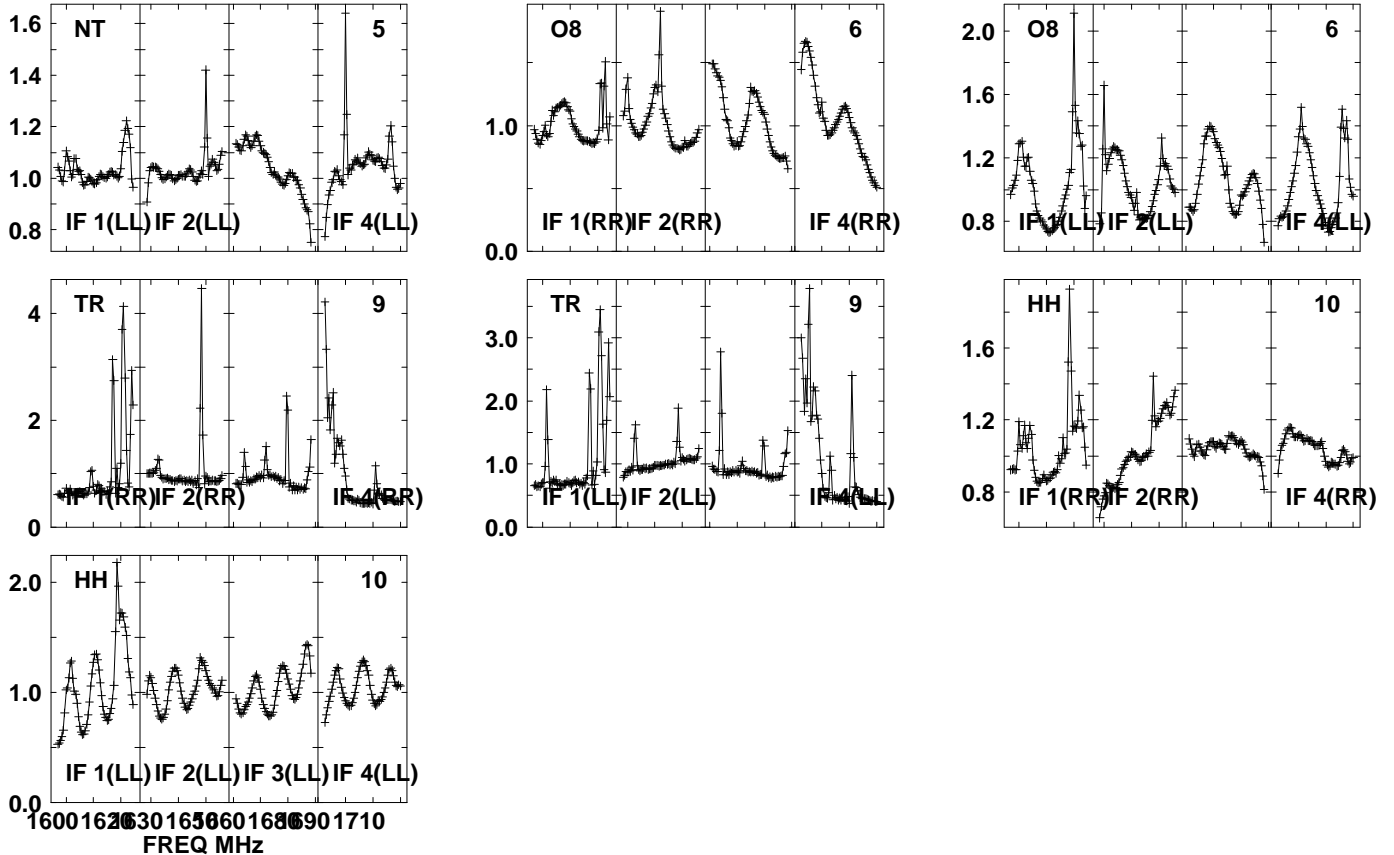 1.6 NT 5
1.4
1.2
1.0
0.8
IF 1(LL) IF 2(LL) IF 4(LL)
O8 6
1.0
0.0
IF 1(RR) IF 2(RR) IF 4(RR)
2.0 O8 6
1.6
1.2
0.8
IF 1(LL) IF 2(LL) IF 4(LL)
4 TR 9
2
0
IF 1(RR) IF 2(RR) IF 4(RR)
TR 9
3.0
2.0
1.0
0.0
IF 1(LL) IF 2(LL) IF 4(LL)
HH 10
1.6
1.2
0.8
IF 1(RR) IF 2(RR) IF 4(RR)
2.0 HH 10
1.0
0.0
IF 1(LL) IF 2(LL) IF 3(LL) IF 4(LL)
1600 1620 1630 1650 1660 1680 1690 1710
FREQ MHz